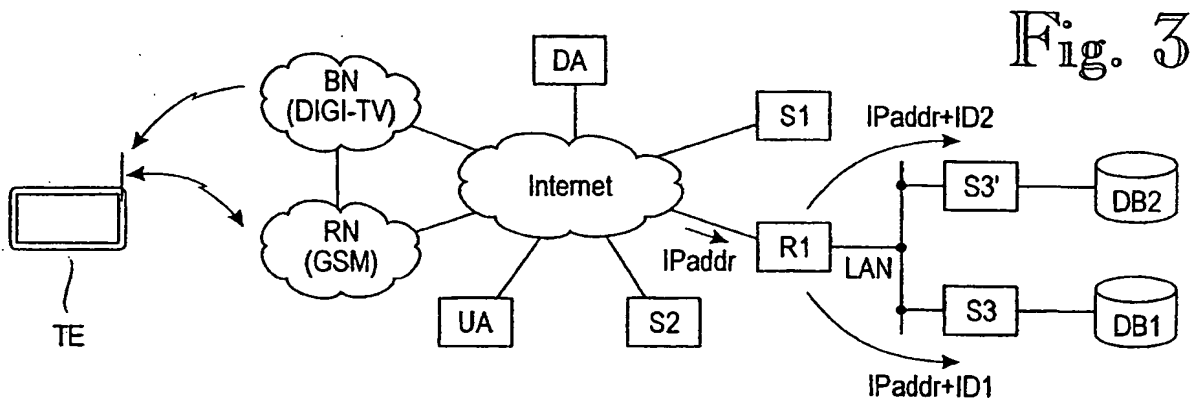 Fig. 3
DA
BN
(DIGI-TV)
S1
IPaddr+ID2
Internet
S3'
DB2
RN
(GSM)
IPaddr
R1
LAN
TE
UA
S2
S3
DB1
IPaddr+ID1